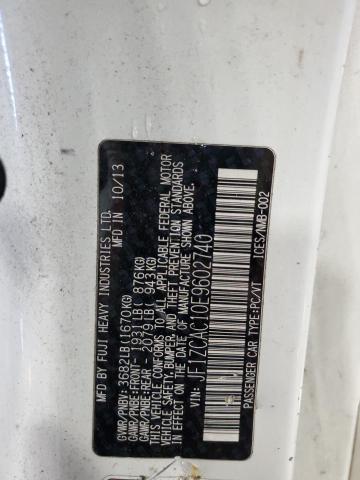 MFD BY FUJI HEAVY INDUSTRIES LTD. IN 10/13
GVWR/PNBV: 3682LB(1670KG)
GAWR/PNBE:FRONT- 1931LB( 876KG)
GAWR/PNBE:REAR - 2079LB( 943KG)
THIS VEHICLE CONFORMS TO ALL APPLICABLE FEDERAL MOTOR
VEHICLE SAFETY, BUMPER, AND THEFT PREVENTION STANDARDS
IN EFFECT ON THE DATE OF MANUFACTURE SHOWN ABOVE.
VIN: JF1ZCAC10E9602740
ICES/NMB-002
PASSENGER CAR TYPE:PC/VT